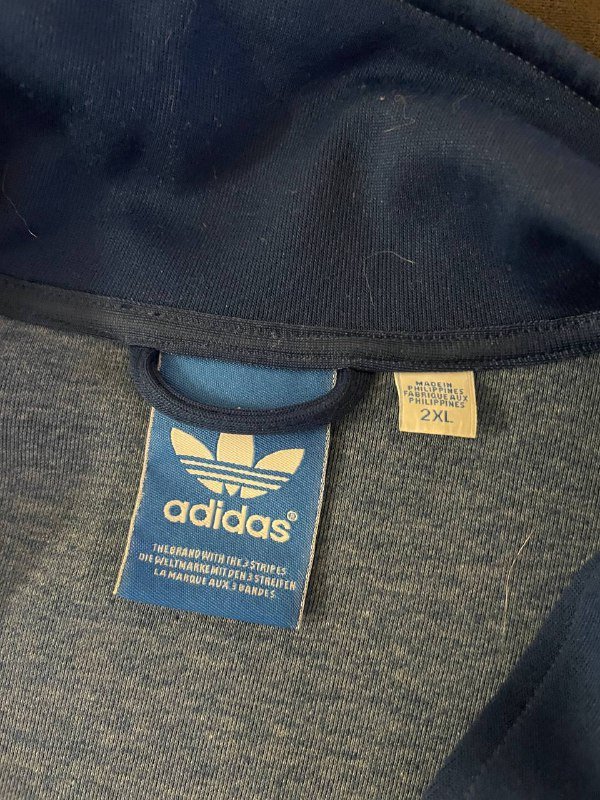 adidas®
THE BRAND WITH THE 3 STRIPES
DIE WELTMARKE MIT DEN 3 STREIFEN
LA MARQUE AUX 3 BANDES
MADE IN
PHILIPPINES
FABRIQUE AUX
PHILIPPINES
2XL